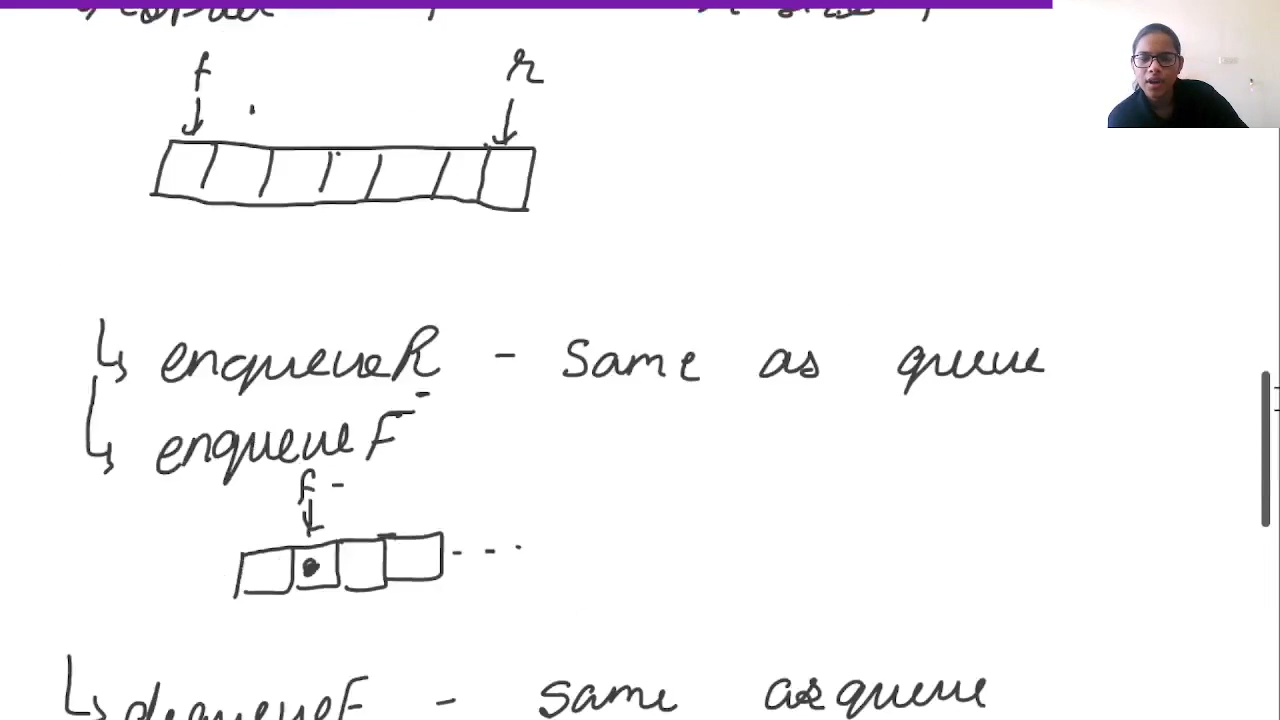 f r
enqueueR - same as queue
enqueueF -
f -
dequeueF - same as queue